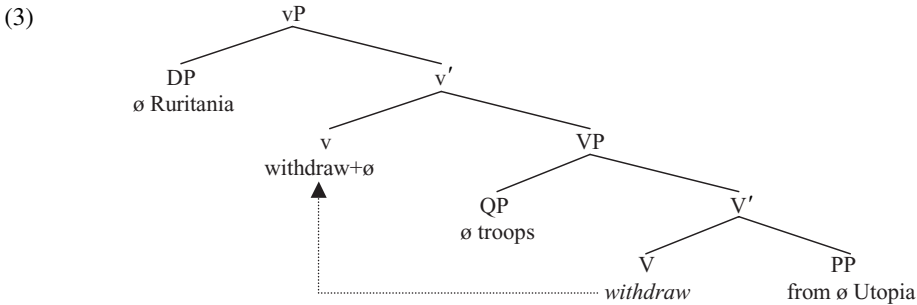 (3)
vP
DP
ø Ruritania
v′
v
withdraw+ø
VP
QP
ø troops
V′
V
withdraw
PP
from ø Utopia